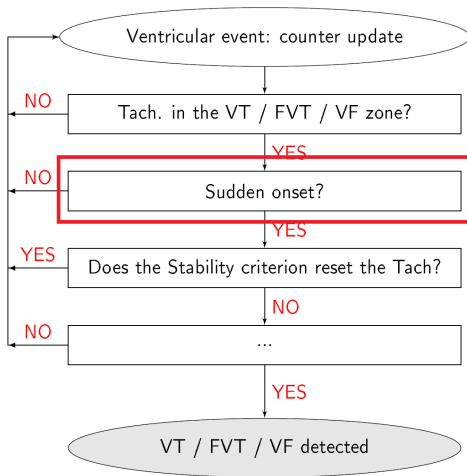 Ventricular event: counter update
NO
Tach. in the VT / FVT / VF zone?
YES
NO
Sudden onset?
YES
YES
Does the Stability criterion reset the Tach?
NO
NO
...
YES
VT / FVT / VF detected